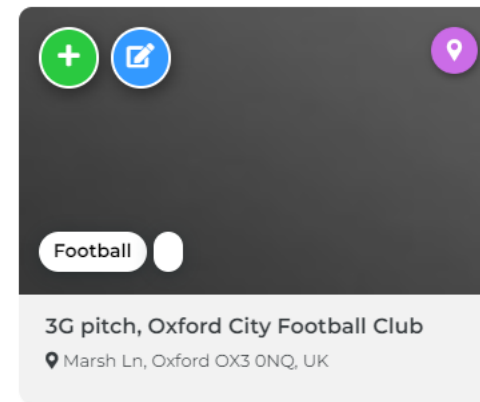 Football
3G pitch, Oxford City Football Club
Marsh Ln, Oxford OX3 0NQ, UK